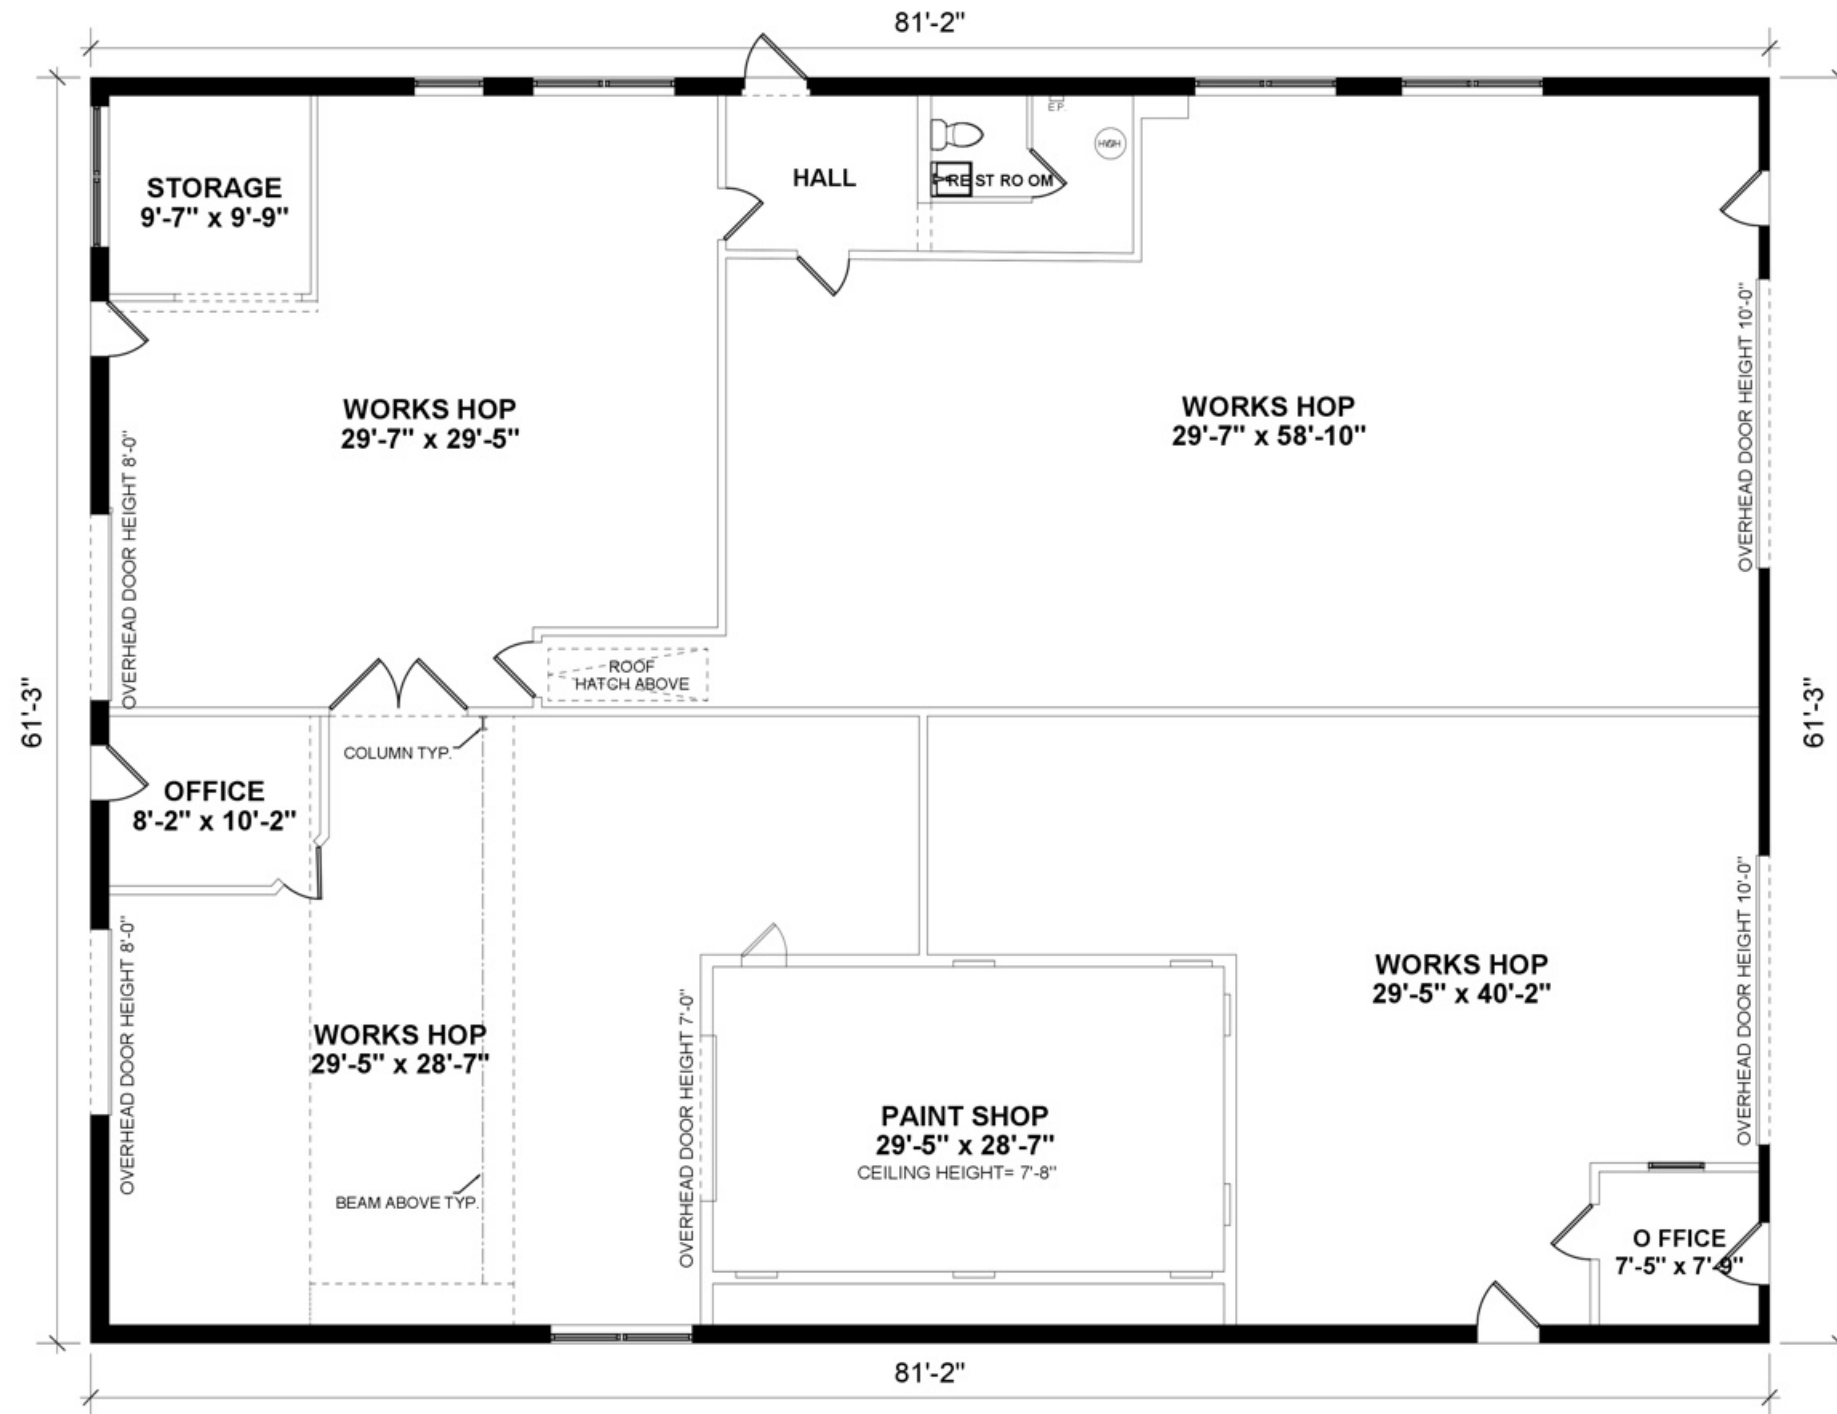 81'-2"
E.P.
HWH
HALL
RE ST RO OM
STORAGE
9'-7" x 9'-9"
OVERHEAD DOOR HEIGHT 10'-0"
WORKS HOP
29'-7" x 29'-5"
WORKS HOP
29'-7" x 58'-10"
OVERHEAD DOOR HEIGHT 8'-0"
ROOF
HATCH ABOVE
61'-3"
61'-3"
COLUMN TYP.
OFFICE
8'-2" x 10'-2"
OVERHEAD DOOR HEIGHT 8'-0"
OVERHEAD DOOR HEIGHT 10'-0"
WORKS HOP
29'-5" x 40'-2"
WORKS HOP
29'-5" x 28'-7"
OVERHEAD DOOR HEIGHT 7'-0"
PAINT SHOP
29'-5" x 28'-7"
CEILING HEIGHT= 7'-8"
BEAM ABOVE TYP.
O FFICE
7'-5" x 7'-9"
81'-2"